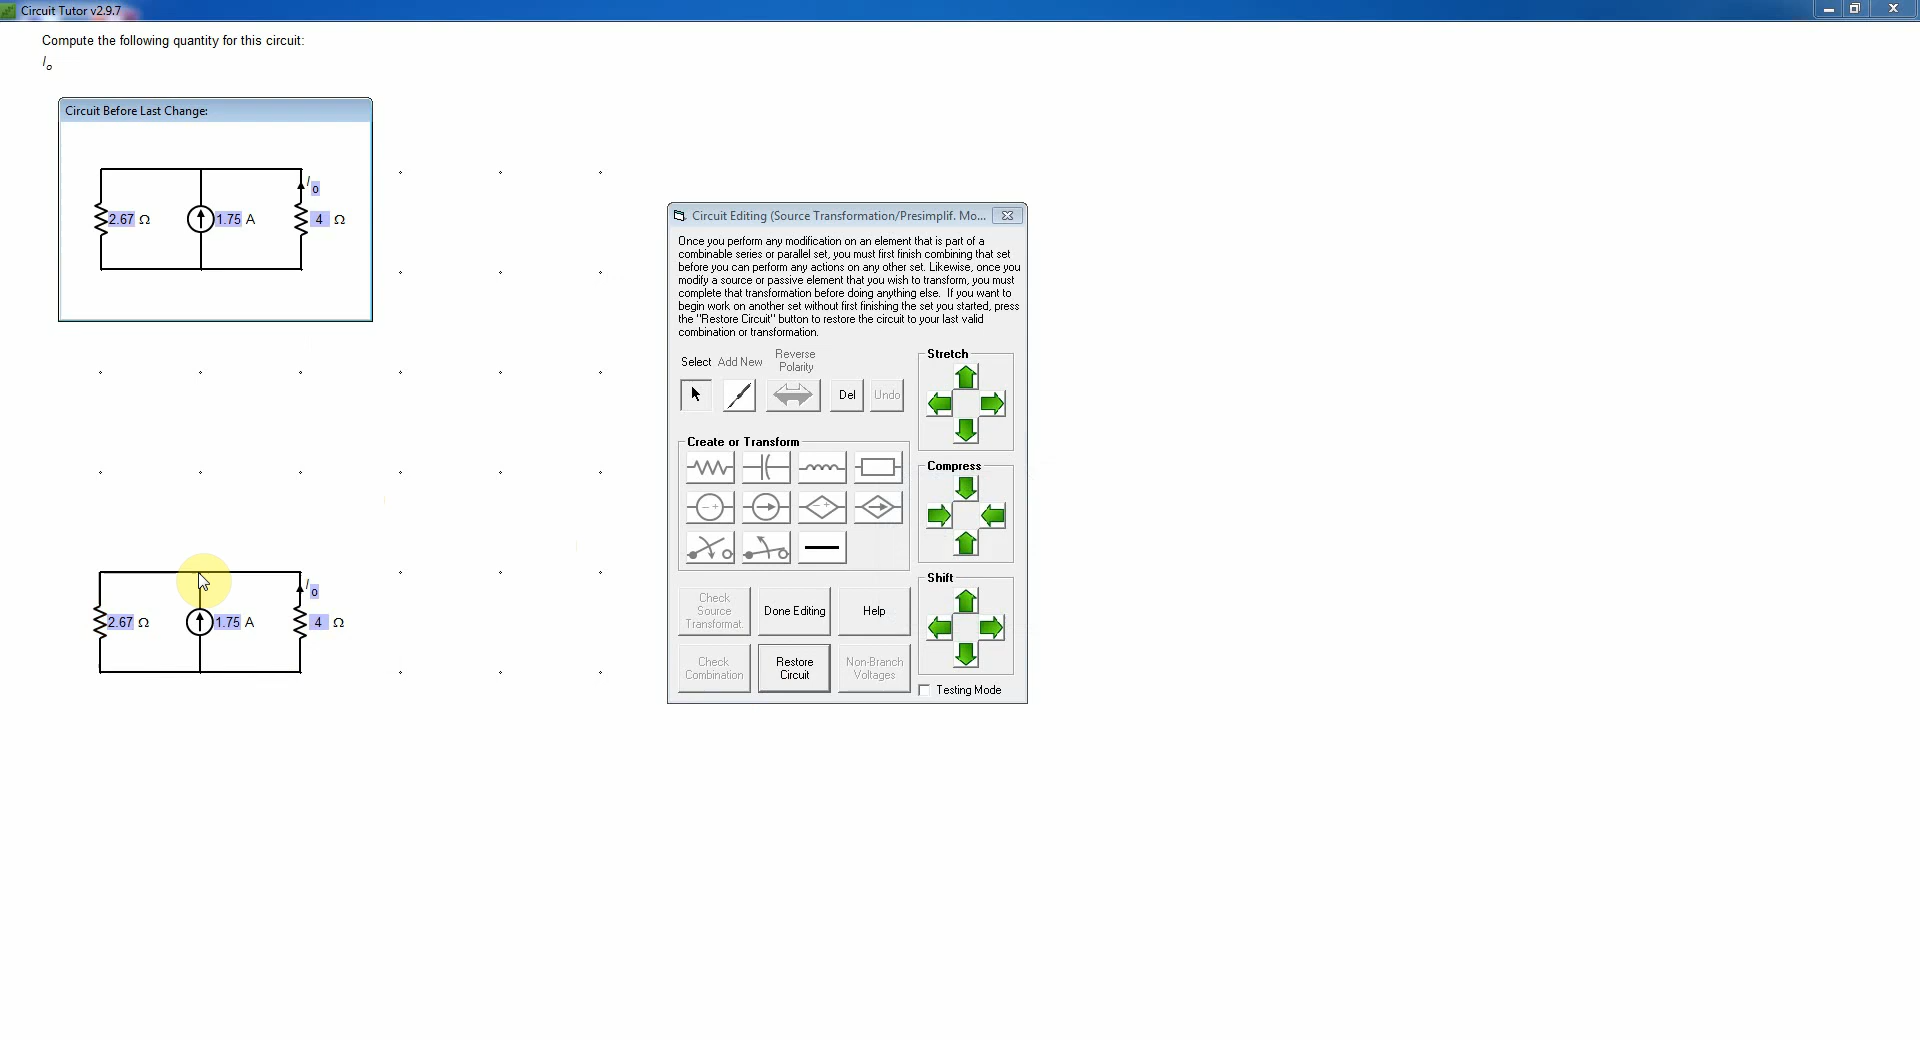 Circuit Tutor v2.9.7
Compute the following quantity for this circuit:
Io
Circuit Before Last Change:
I o
2.67 Ω 1.75 A 4 Ω
I o
2.67 Ω 1.75 A 4 Ω
Circuit Editing (Source Transformation/Presimplif. Mo...
Once you perform any modification on an element that is part of a
combinable series or parallel set, you must first finish combining that set
before you can perform any actions on any other set. Likewise, once you
modify a source or passive element that you wish to transform, you must
complete that transformation before doing anything else. If you want to
begin work on another set without first finishing the set you started, press
the "Restore Circuit" button to restore the circuit to your last valid
combination or transformation.
Select Add New Reverse
Polarity
Del Undo
Create or Transform
Check
Source
Transformat.
Done Editing
Help
Check
Combination
Restore
Circuit
Non-Branch
Voltages
Stretch
Compress
Shift
Testing Mode